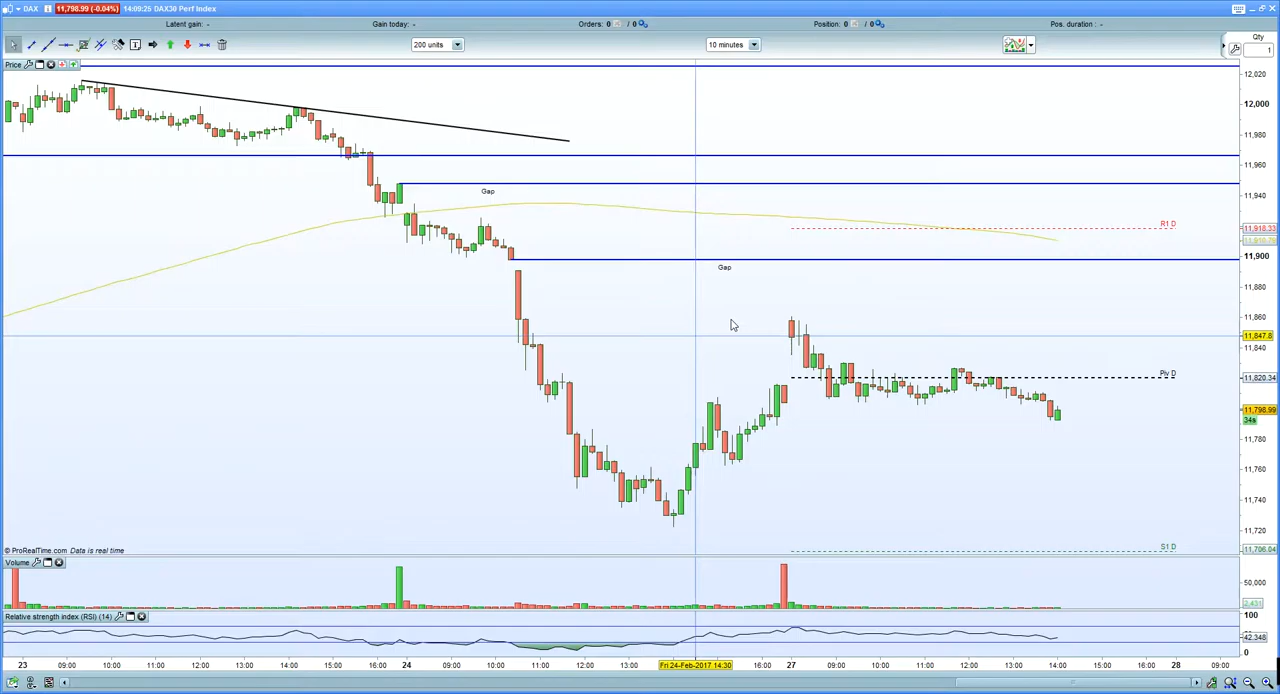 DAX 11,798.99 (-0.04%) 14:09:25 DAX30 Perf Index
Latent gain: - Gain today: - Orders: 0 / 0 Position: 0 / 0 Pos. duration : -
200 units 10 minutes Qty
1
Price
12,020
12,000
11,980
11,960
11,940
Gap
R1 D 11,918.33
11,900
Gap
11,880
11,860
11,847.8
11,840
Piv D 11,820.34
11,798.99
34s
11,780
11,760
11,740
11,720
S1 D 11,706.04
© ProRealTime.com Data is real time
Volume
50,000
2,431
Relative strength index (RSI) (14)
100
42.348
0
23 09:00 10:00 11:00 12:00 13:00 14:00 15:00 16:00 24 09:00 10:00 11:00 12:00 13:00 Fri 24-Feb-2017 14:30 16:00 27 09:00 10:00 11:00 12:00 13:00 14:00 15:00 16:00 28 09:00